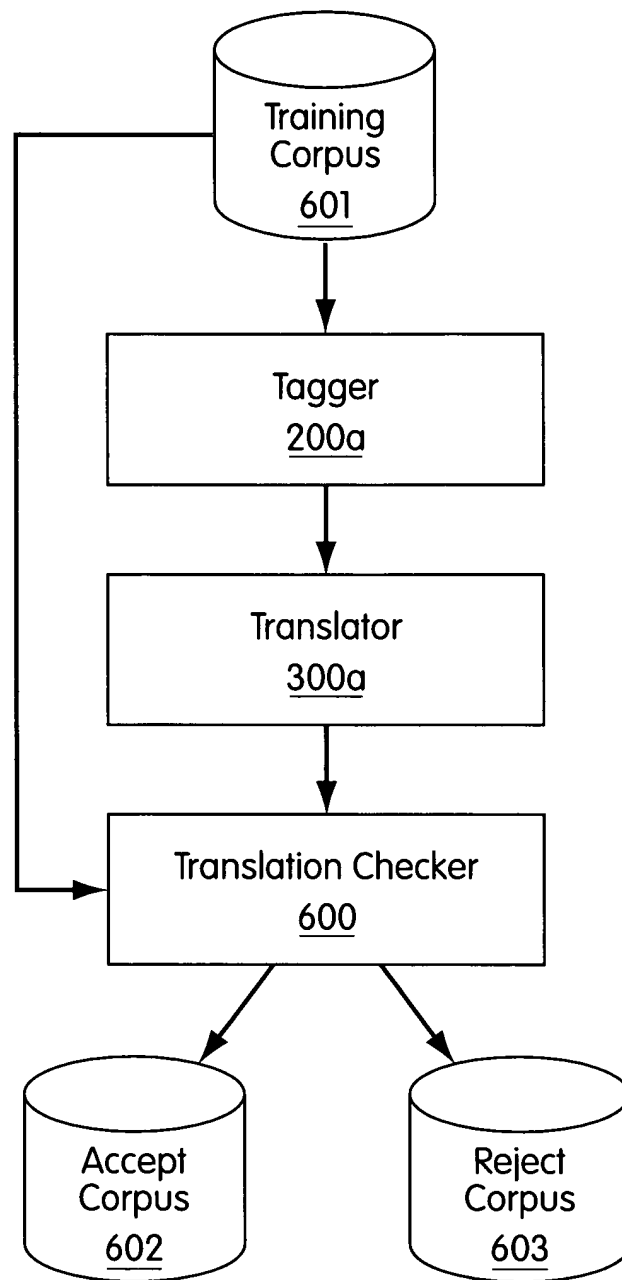 Training
Corpus
601
Tagger
200a
Translator
300a
Translation Checker
600
Accept
Corpus
602
Reject
Corpus
603